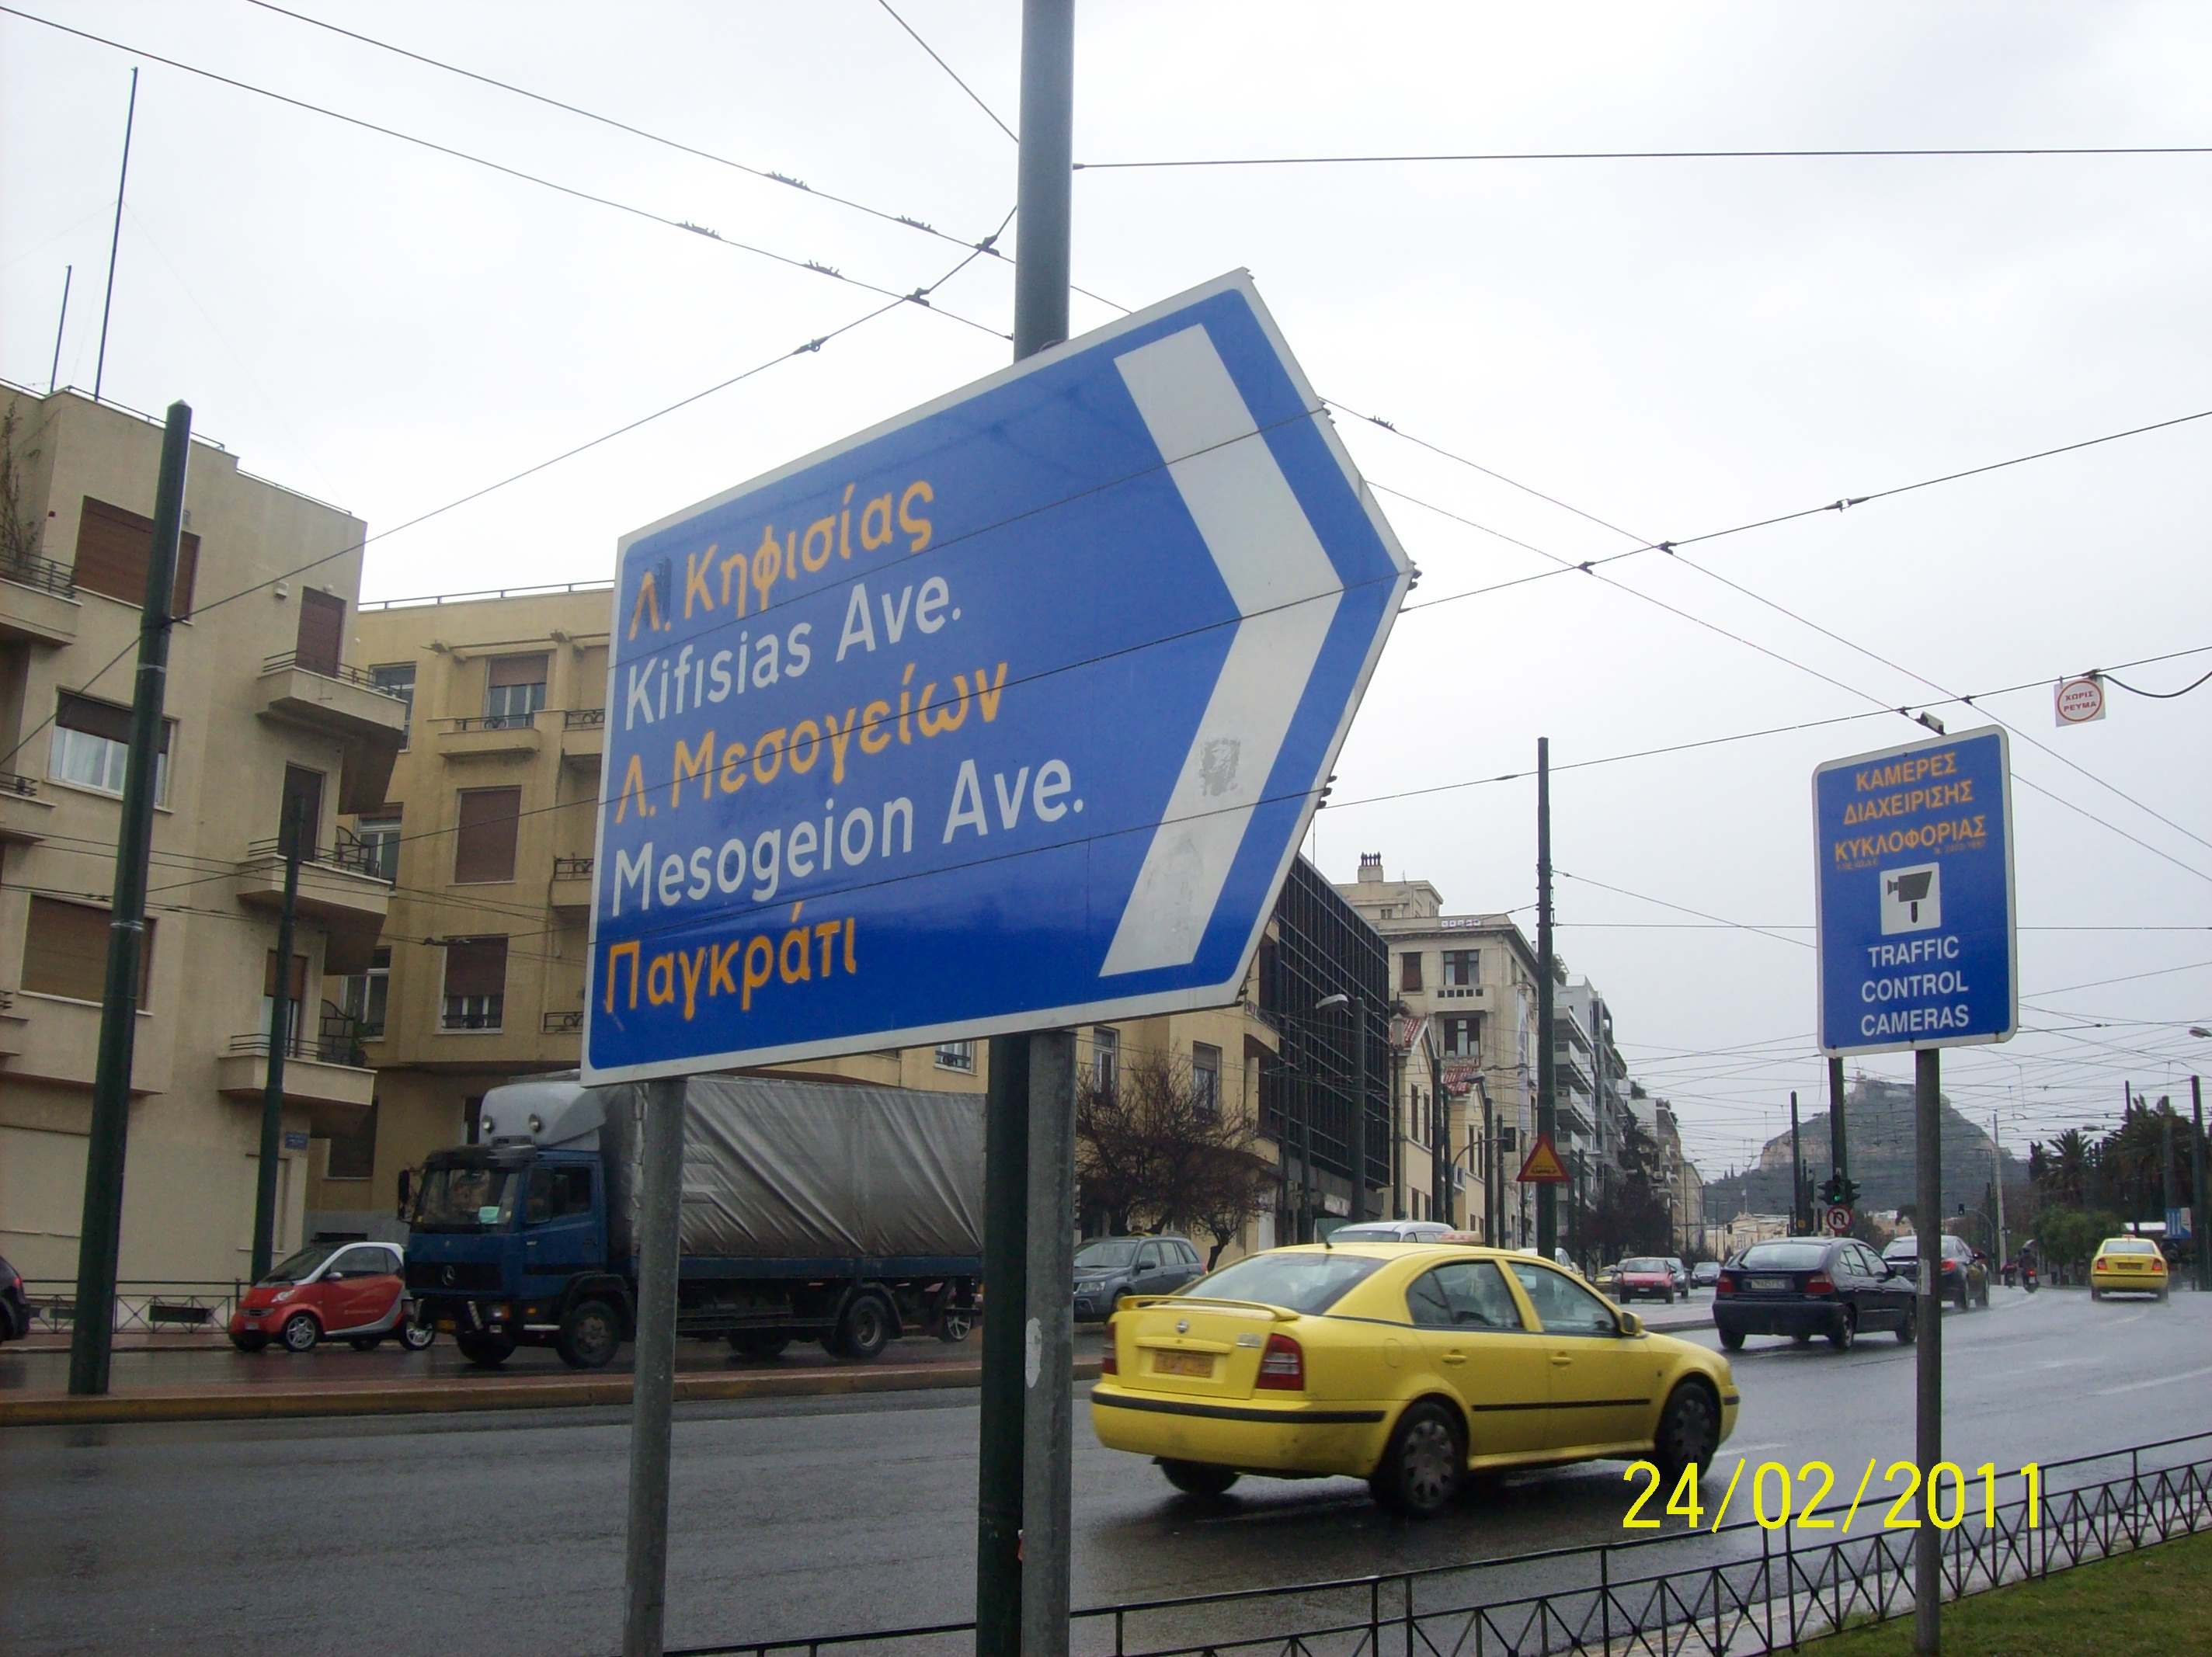 Λ. Κηφισίας
Kifisias Ave.
Λ. Μεσογείων
Mesogeion Ave.
Παγκράτι
ΧΩΡΙΣ
ΡΕΥΜΑ
ΚΑΜΕΡΕΣ
ΔΙΑΧΕΙΡΙΣΗΣ
ΚΥΚΛΟΦΟΡΙΑΣ
TRAFFIC
CONTROL
CAMERAS
24/02/2011